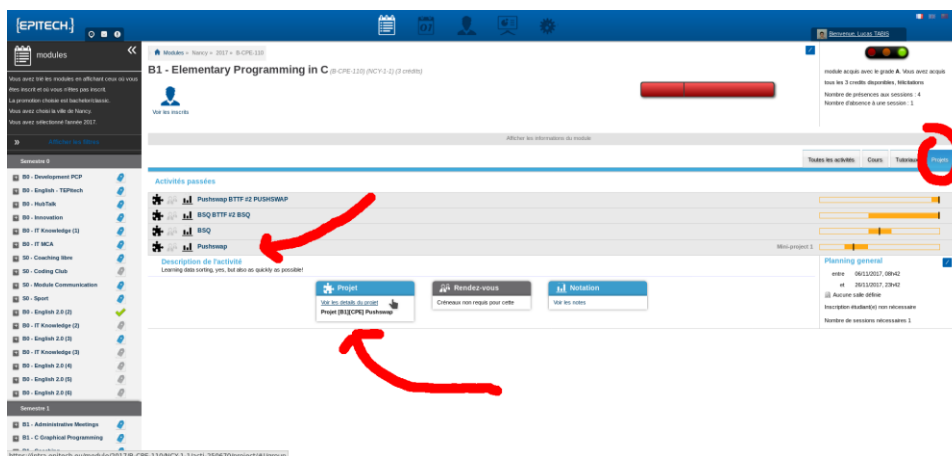 [EPITECH.]
Bienvenue, Lucas TABIS
modules
Vous avez trié les modules en affichant ceux où vous
êtes inscrit et où vous n'êtes pas inscrit.
La promotion choisie est bachelor/classic.
Vous avez choisi la ville de Nancy.
Vous avez sélectionné l'année 2017.
Afficher les filtres
Semestre 0
B0 - Development PCP
B0 - English - TEPitech
B0 - HubTalk
B0 - Innovation
B0 - IT Knowledge (1)
B0 - IT MCA
S0 - Coaching libre
S0 - Coding Club
S0 - Module Communication
S0 - Sport
B0 - English 2.0 (2)
B0 - IT Knowledge (2)
B0 - English 2.0 (3)
B0 - IT Knowledge (3)
B0 - English 2.0 (4)
B0 - English 2.0 (5)
B0 - English 2.0 (6)
Semestre 1
B1 - Administrative Meetings
B1 - C Graphical Programming
Modules » Nancy » 2017 » B-CPE-110
B1 - Elementary Programming in C (B-CPE-110) (NCY-1-1) (3 credits)
Voir les inscrits
module acquis avec le grade A. Vous avez acquis
tous les 3 credits disponibles, félicitations
Nombre de présences aux sessions : 4
Nombre d'absence à une session : 1
Afficher les informations du module
Toutes les activités Cours Tutoriaux Projets
Activités passées
Pushswap BTTF #2 PUSHSWAP
BSQ BTTF #2 BSQ
BSQ
Pushswap
Mini-project 1
Description de l'activité
Learning data sorting, yes, but also as quickly as possible!
Projet
Voir les détails du projet
Projet [B1][CPE] Pushswap
Rendez-vous
Créneaux non requis pour cette
Notation
Voir les notes
Planning general
entre 06/11/2017, 08h42
et 26/11/2017, 23h42
Aucune salle définie
Inscription étudiant(e) non nécessaire
Nombre de sessions nécessaires 1